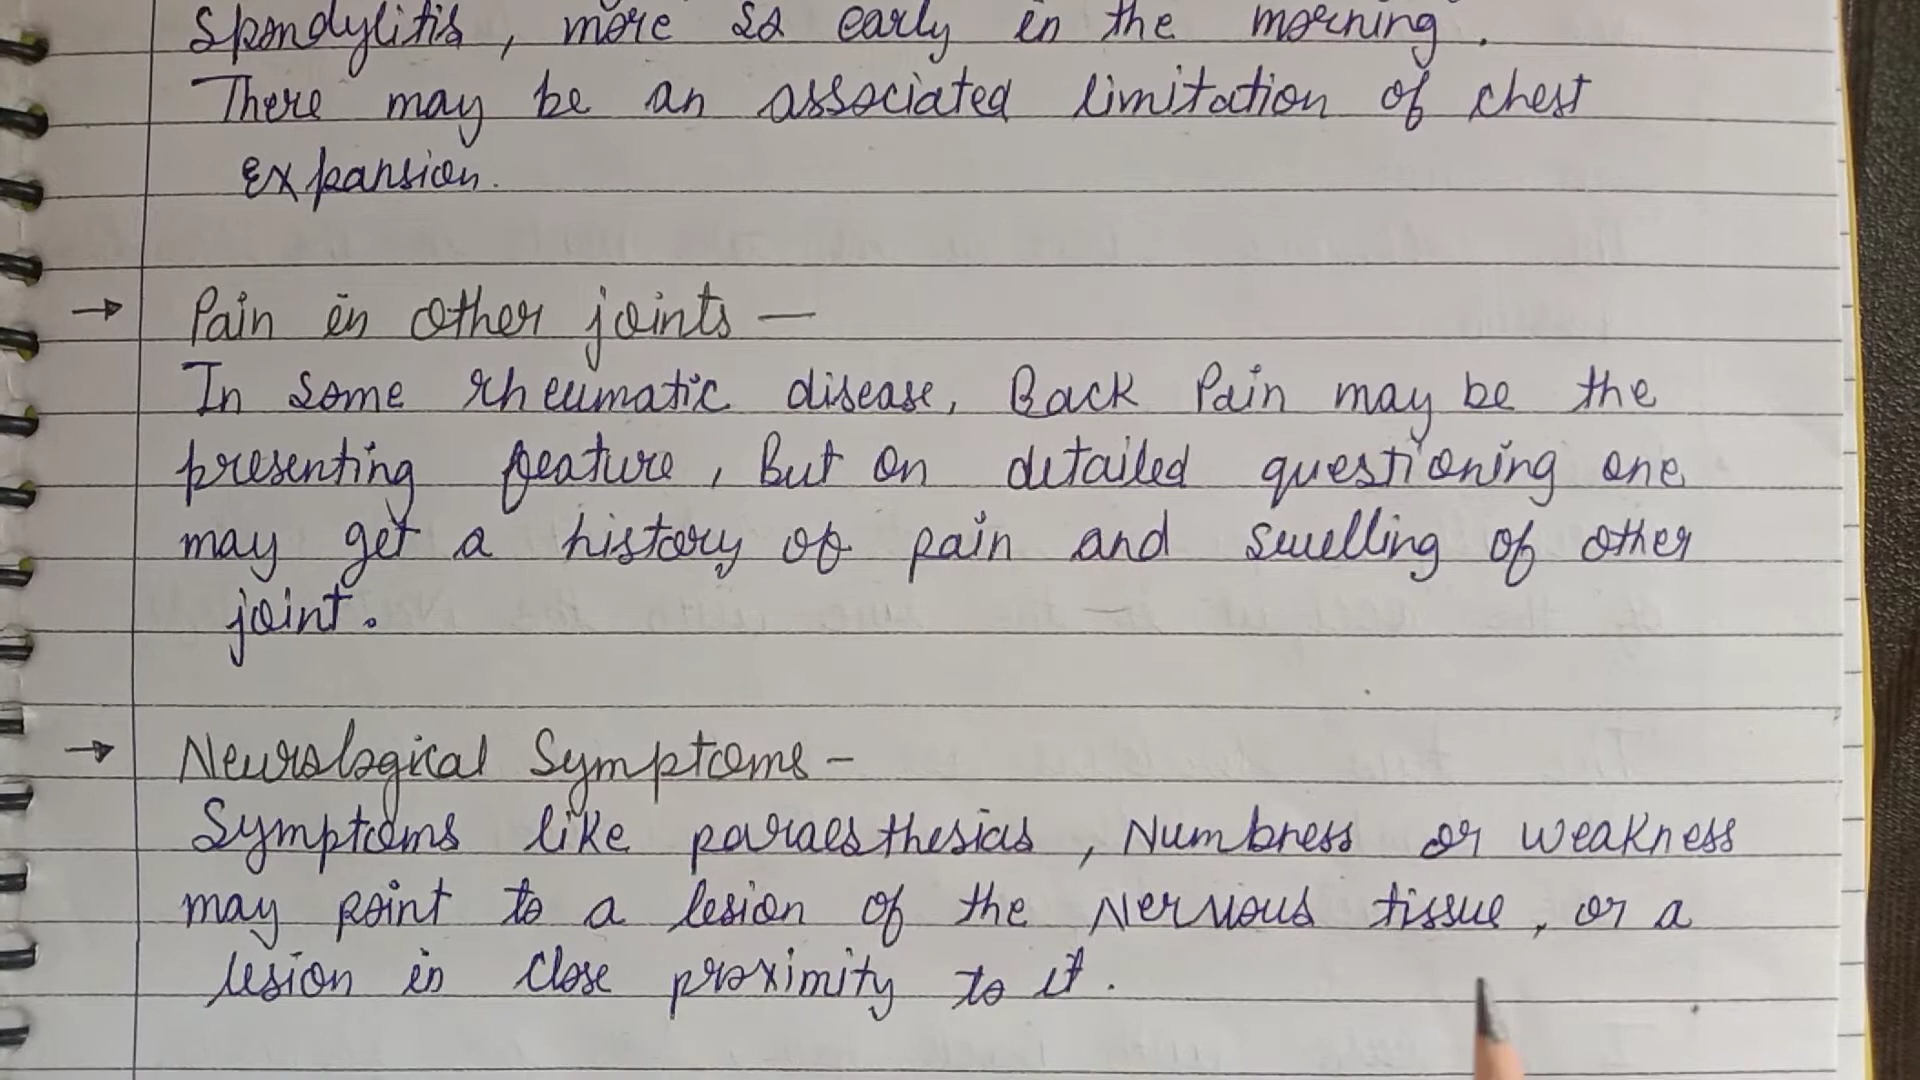 Spondylitis, more so early in the morning.
There may be an associated limitation of chest
expansion.
→ Pain in other joints —
In some rheumatic disease, Back Pain may be the
presenting feature, But on detailed questioning one
may get a history of pain and swelling of other
joint.
→ Neurological Symptoms -
Symptoms like paraesthesias, Numbness or weakness
may point to a lesion of the Nervous tissue, or a
lesion in close proximity to it.